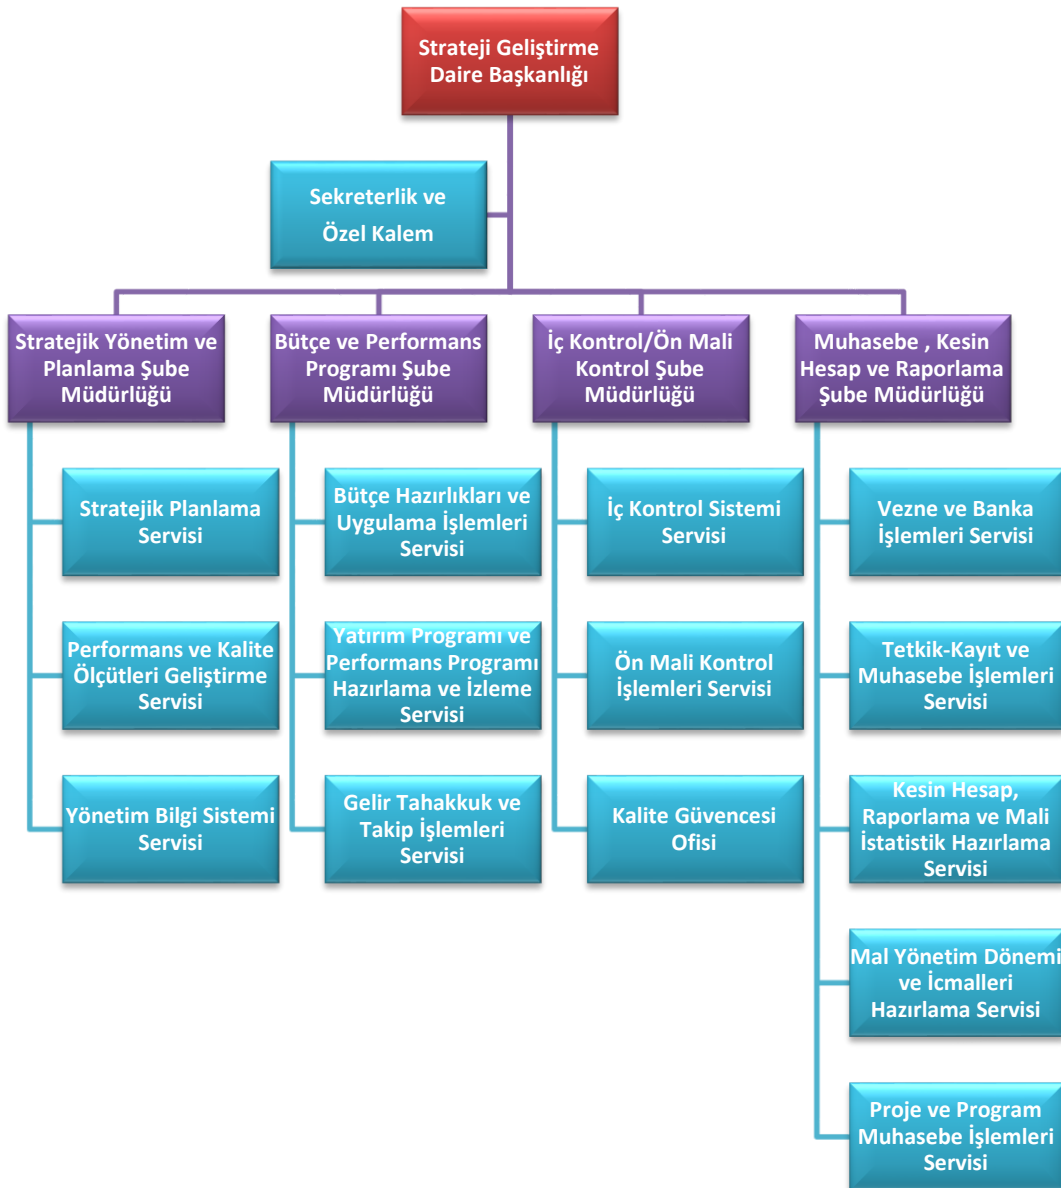 Strateji Geliştirme
Daire Başkanlığı
Sekreterlik ve
Özel Kalem
Stratejik Yönetim ve
Planlama Şube
Müdürlüğü
Bütçe ve Performans
Programı Şube
Müdürlüğü
İç Kontrol/Ön Mali
Kontrol Şube
Müdürlüğü
Muhasebe , Kesin
Hesap ve Raporlama
Şube Müdürlüğü
Stratejik Planlama
Servisi
Bütçe Hazırlıkları ve
Uygulama İşlemleri
Servisi
İç Kontrol Sistemi
Servisi
Vezne ve Banka
İşlemleri Servisi
Performans ve Kalite
Ölçütleri Geliştirme
Servisi
Yatırım Programı ve
Performans Programı
Hazırlama ve İzleme
Servisi
Ön Mali Kontrol
İşlemleri Servisi
Tetkik-Kayıt ve
Muhasebe İşlemleri
Servisi
Yönetim Bilgi Sistemi
Servisi
Gelir Tahakkuk ve
Takip İşlemleri
Servisi
Kalite Güvencesi
Ofisi
Kesin Hesap,
Raporlama ve Mali
İstatistik Hazırlama
Servisi
Mal Yönetim Dönemi
ve İcmalleri
Hazırlama Servisi
Proje ve Program
Muhasebe İşlemleri
Servisi